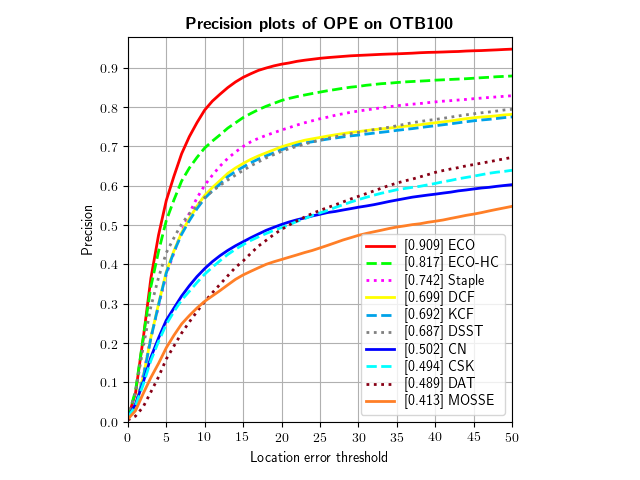 Precision plots of OPE on OTB100
Precision
0.9
0.8
0.7
0.6
0.5
0.4
0.3
0.2
0.1
0.0
[0.909] ECO
[0.817] ECO-HC
[0.742] Staple
[0.699] DCF
[0.692] KCF
[0.687] DSST
[0.502] CN
[0.494] CSK
[0.489] DAT
[0.413] MOSSE
0 5 10 15 20 25 30 35 40 45 50
Location error threshold